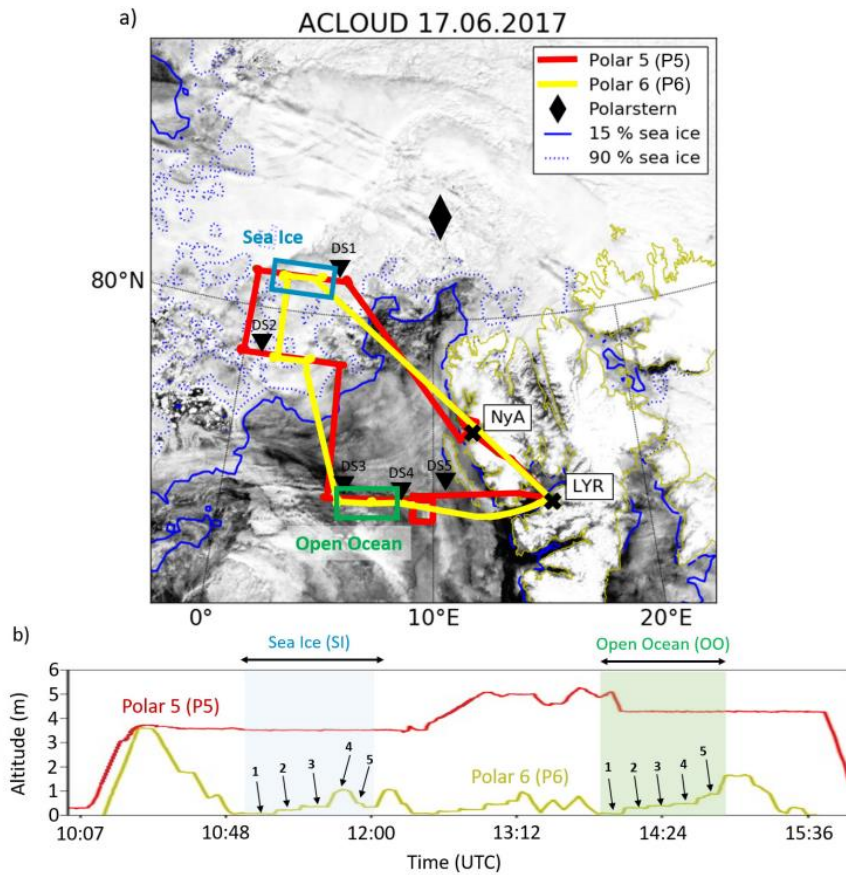 a)
ACLOUD 17.06.2017
Polar 5 (P5)
Polar 6 (P6)
Polarstern
15 % sea ice
90 % sea ice
Sea Ice
DS1
80°N
DS2
NyA
DS3
DS4
DS5
LYR
Open Ocean
0°
10°E
20°E
b)
Sea Ice (SI)
Open Ocean (OO)
Altitude (m)
6
5
4
3
2
1
0
Polar 5 (P5)
Polar 6 (P6)
1
2
3
4
5
1
2
3
4
5
10:07
10:48
12:00
13:12
14:24
15:36
Time (UTC)